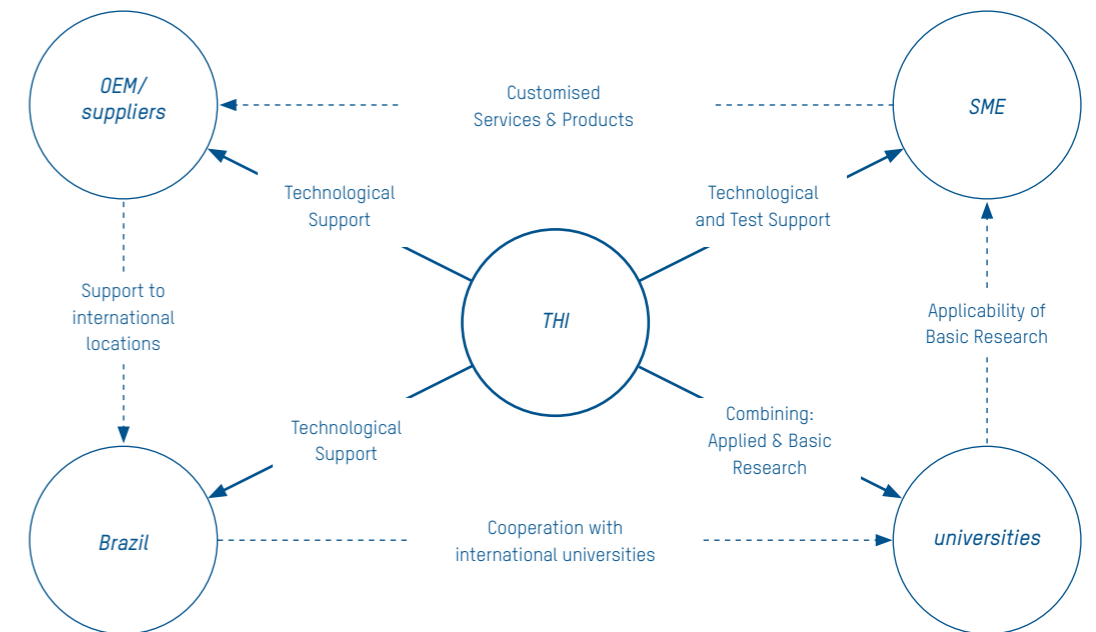 OEM/
suppliers
Customised
Services & Products
SME
Technological
Support
Technological
and Test Support
Support to
international
locations
THI
Applicability of
Basic Research
Technological
Support
Combining:
Applied & Basic
Research
Brazil
Cooperation with
international universities
universities